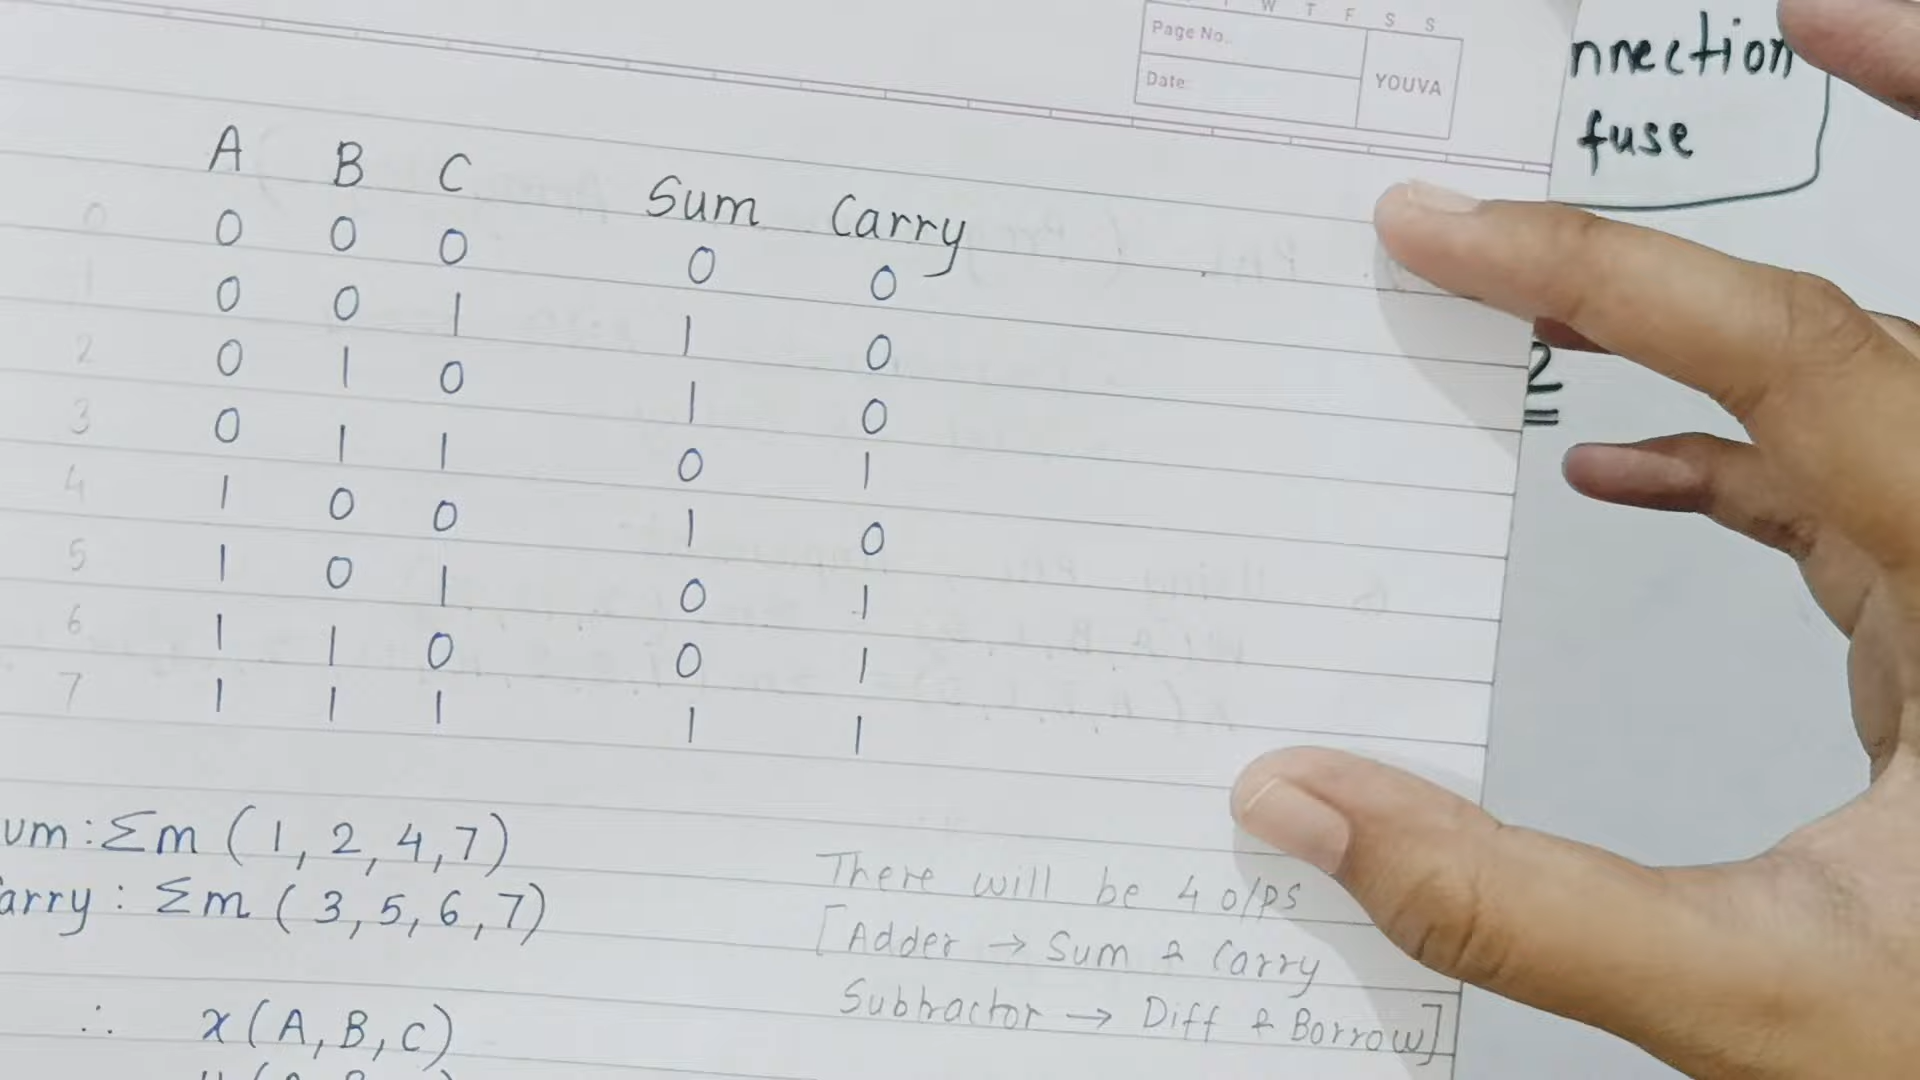 W T F S S
Page No.
Date:
YOUVA
nnection
fuse
A B C Sum Carry
0 0 0 0 0 0
1 0 0 1 1 0
2 0 1 0 1 0
3 0 1 1 0 1
4 1 0 0 1 0
5 1 0 1 0 1
6 1 1 0 0 1
7 1 1 1 1 1
2
um : Σm ( 1, 2, 4, 7)
arry : Σm ( 3, 5, 6, 7)
There will be 4 o/ps
[Adder → Sum & Carry
Subtractor → Diff & Borrow]
∴ x(A, B, C)